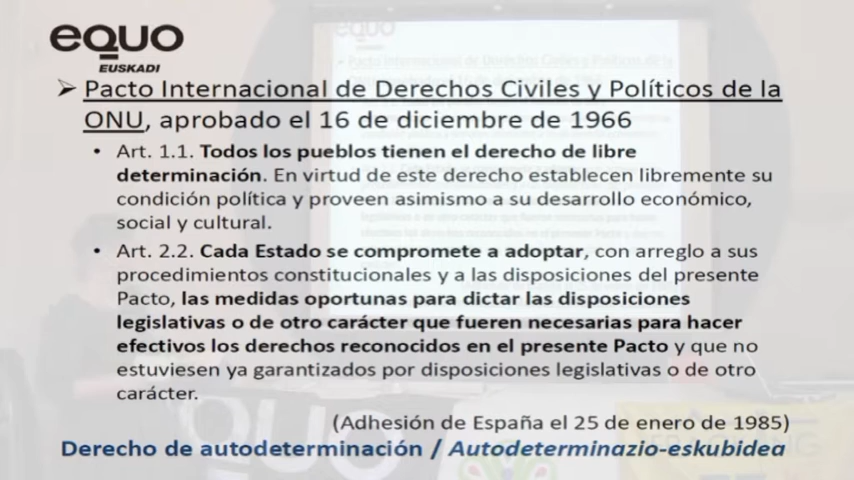 equo
EUSKADI
➢ Pacto Internacional de Derechos Civiles y Políticos de la
ONU, aprobado el 16 de diciembre de 1966
• Art. 1.1. Todos los pueblos tienen el derecho de libre
determinación. En virtud de este derecho establecen libremente su
condición política y proveen asimismo a su desarrollo económico,
social y cultural.
• Art. 2.2. Cada Estado se compromete a adoptar, con arreglo a sus
procedimientos constitucionales y a las disposiciones del presente
Pacto, las medidas oportunas para dictar las disposiciones
legislativas o de otro carácter que fueren necesarias para hacer
efectivos los derechos reconocidos en el presente Pacto y que no
estuviesen ya garantizados por disposiciones legislativas o de otro
carácter.
(Adhesión de España el 25 de enero de 1985)
Derecho de autodeterminación / Autodeterminazio-eskubidea